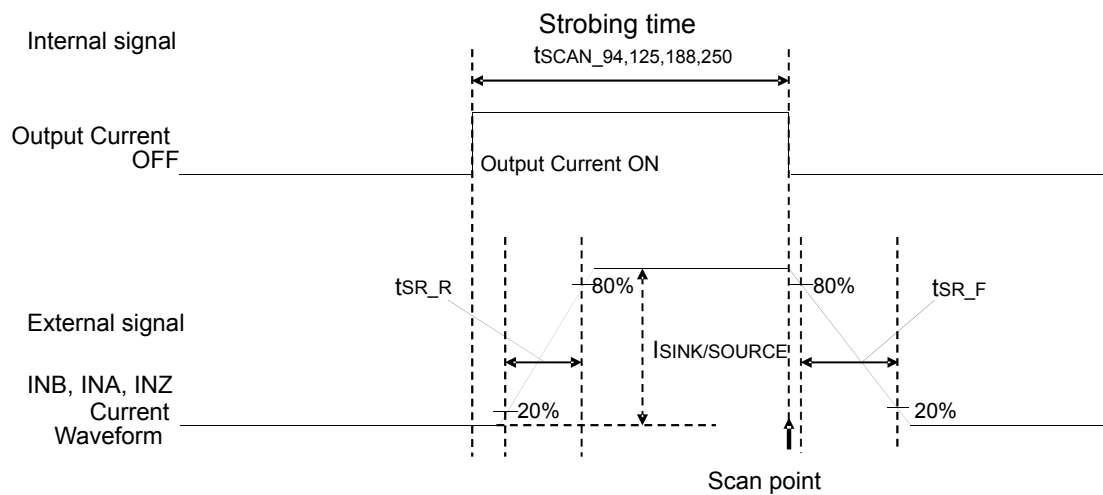 Strobing time
Internal signal
tSCAN_94,125,188,250
Output Current
OFF
Output Current ON
tSR_R
80%
80%
tSR_F
External signal
ISINK/SOURCE
INB, INA, INZ
Current
Waveform
20%
20%
Scan point